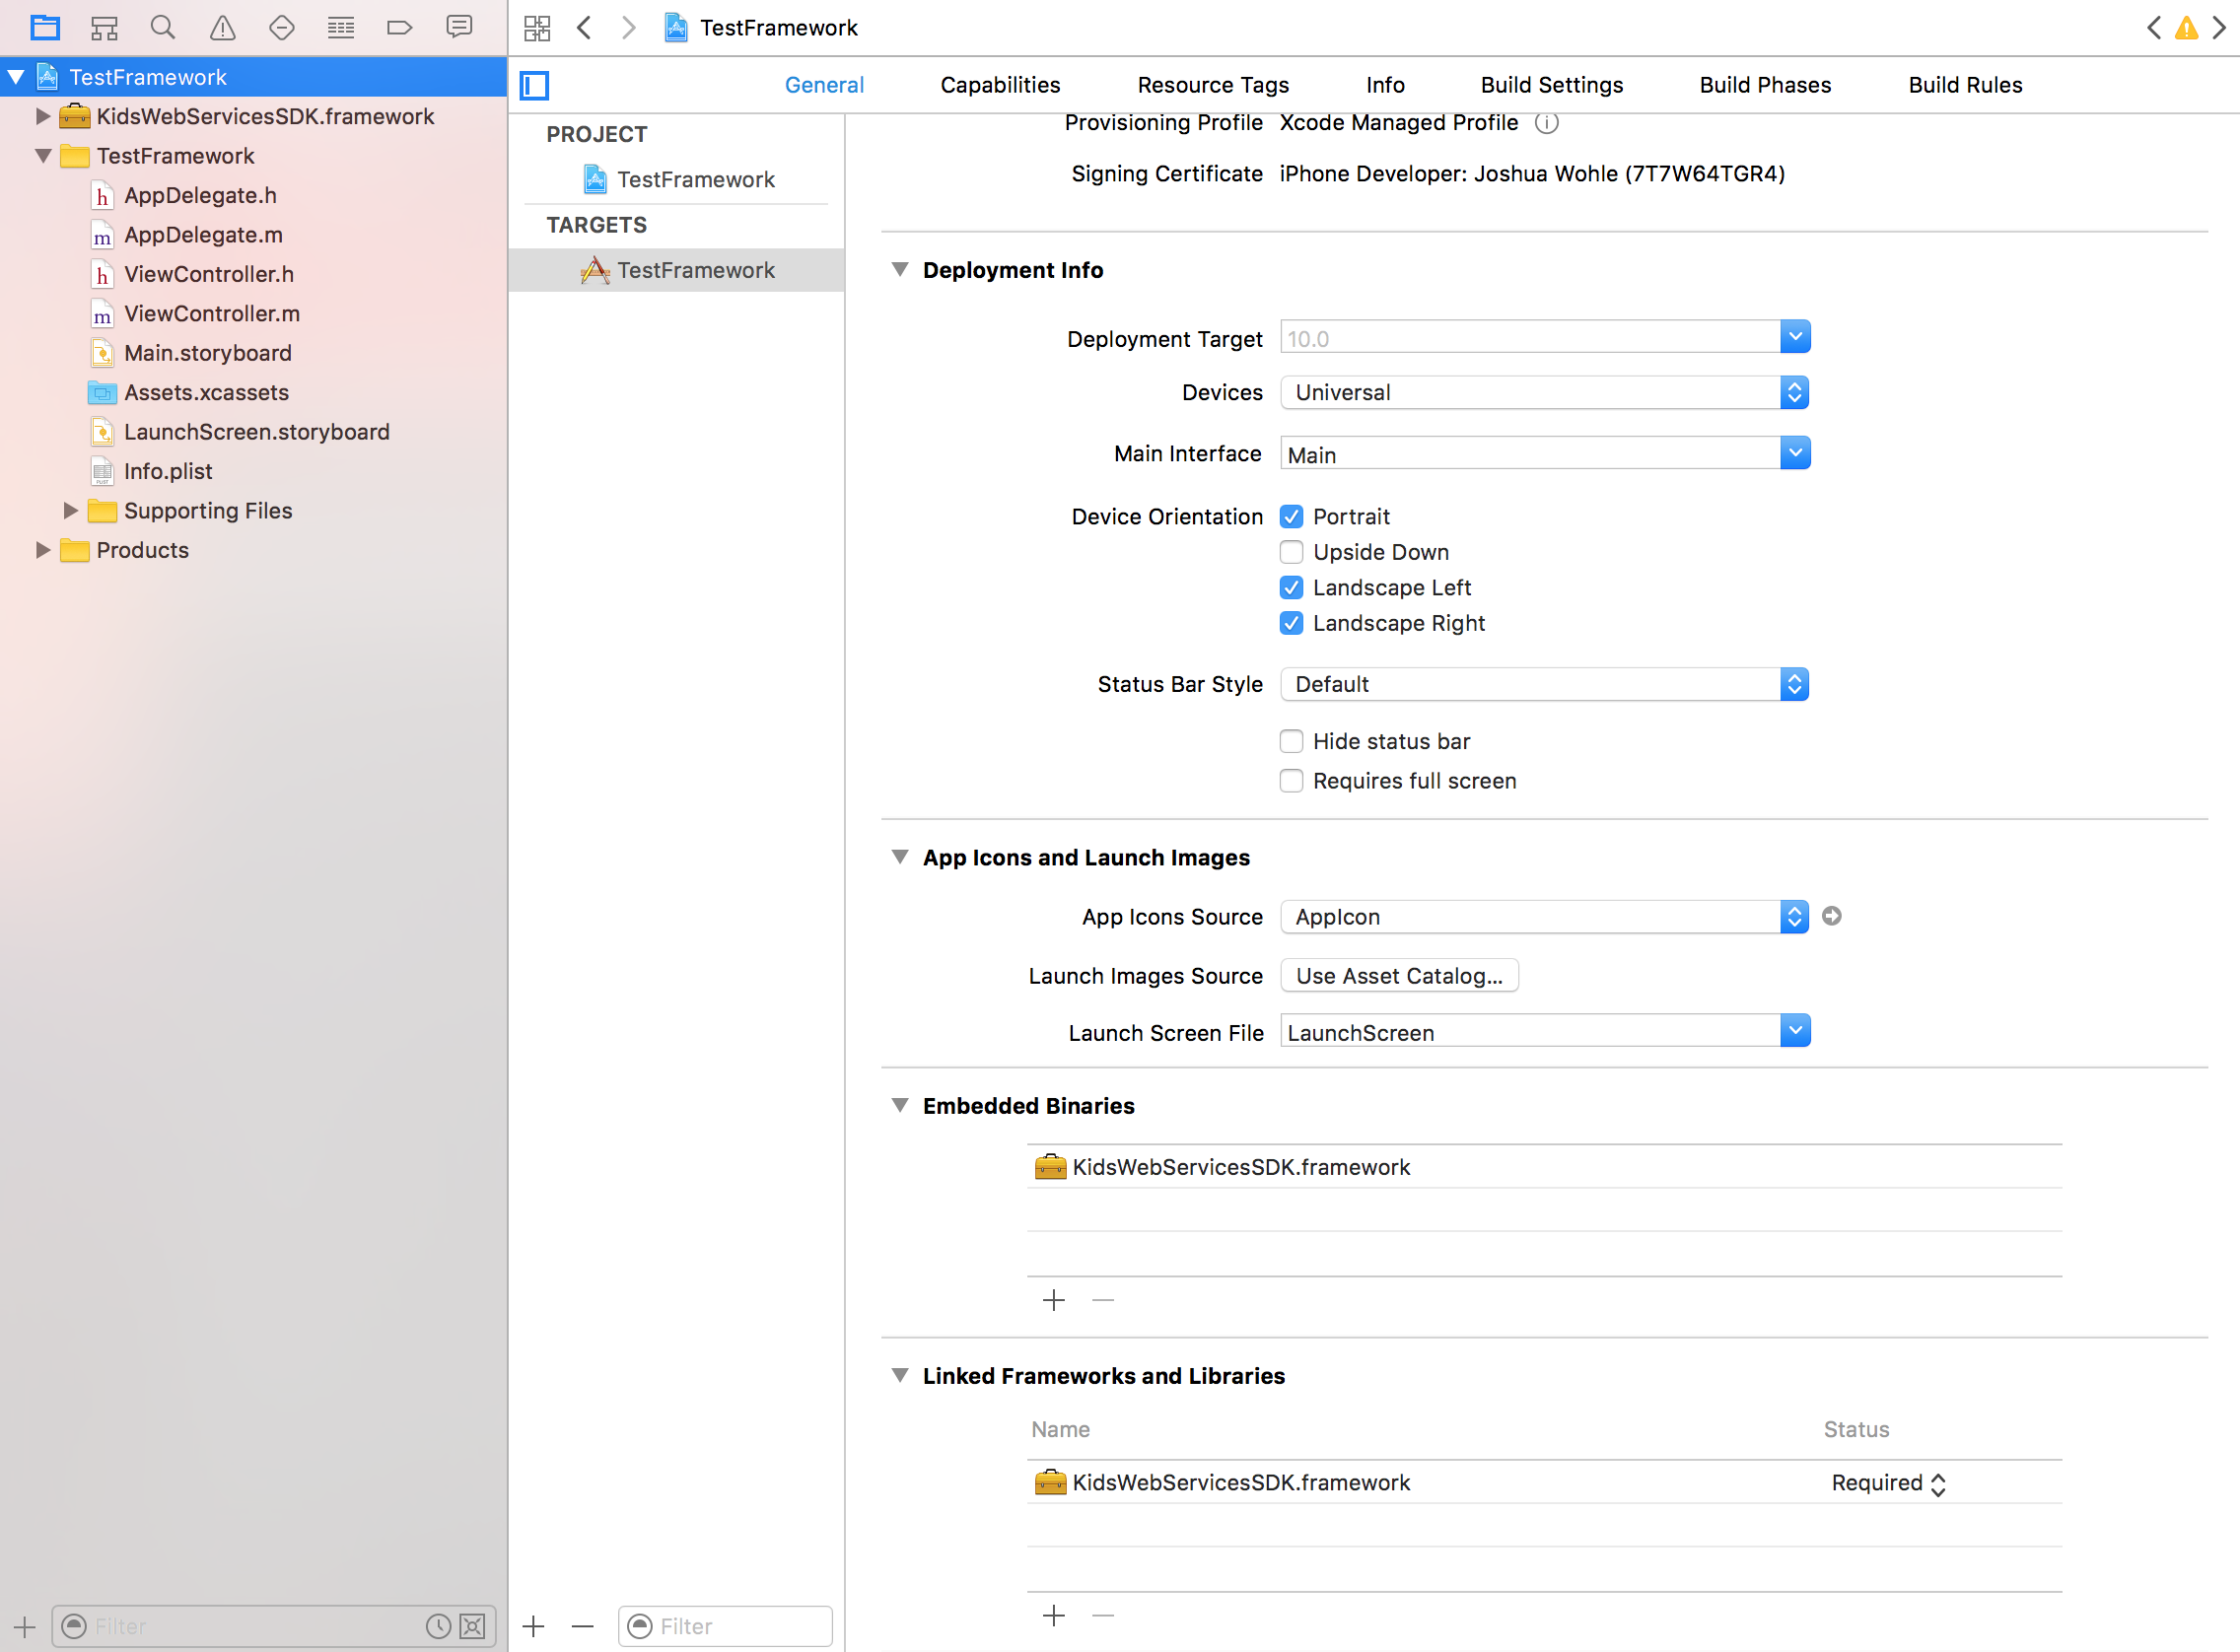 TestFramework
KidsWebServicesSDK.framework
TestFramework
h AppDelegate.h
m AppDelegate.m
h ViewController.h
m ViewController.m
Main.storyboard
Assets.xcassets
LaunchScreen.storyboard
Info.plist
Supporting Files
Products
Filter
TestFramework
General Capabilities Resource Tags Info Build Settings Build Phases Build Rules
PROJECT
TestFramework
TARGETS
TestFramework
Filter
Provisioning Profile Xcode Managed Profile
Signing Certificate iPhone Developer: Joshua Wohle (7T7W64TGR4)
Deployment Info
Deployment Target 10.0
Devices Universal
Main Interface Main
Device Orientation Portrait
Upside Down
Landscape Left
Landscape Right
Status Bar Style Default
Hide status bar
Requires full screen
App Icons and Launch Images
App Icons Source AppIcon
Launch Images Source Use Asset Catalog...
Launch Screen File LaunchScreen
Embedded Binaries
KidsWebServicesSDK.framework
Linked Frameworks and Libraries
Name Status
KidsWebServicesSDK.framework Required